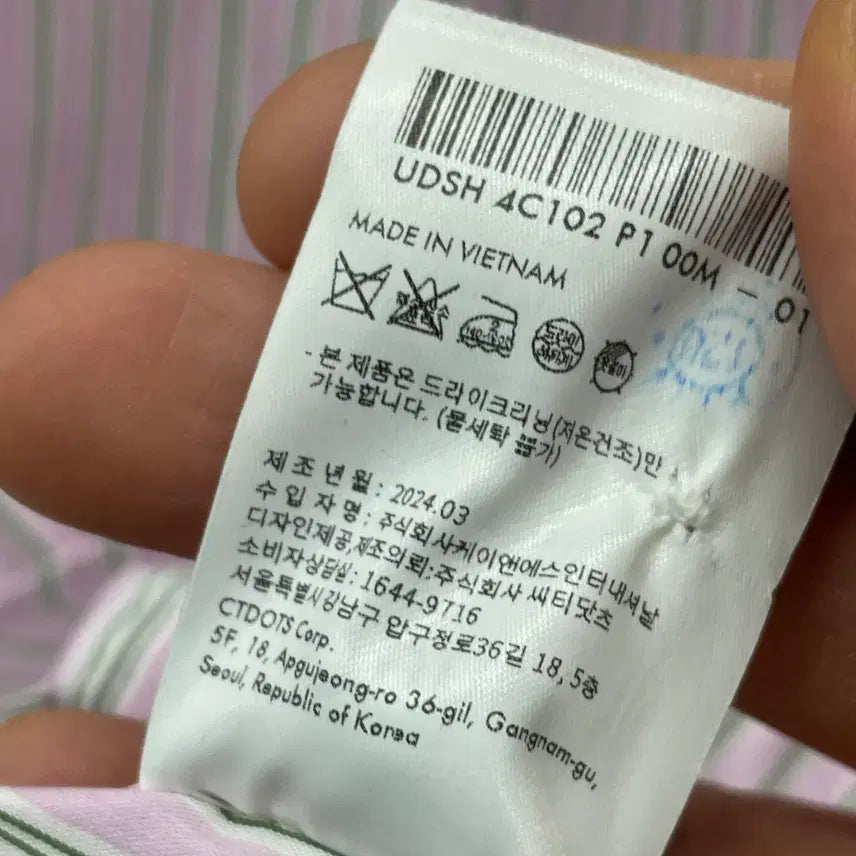 UDSH 4C102 P1 00M - 01
MADE IN VIETNAM
드라이
- 본 제품은 드라이크리닝(저온건조)만
가능합니다. (물세탁 불가)
제조년월 : 2024.03
수입자명 : 주식회사케이앤에스인터내셔날
디자인제공,제조의뢰:주식회사 씨티닷츠
소비자상담실: 1644-9716
서울특별시강남구 압구정로36길 18, 5층
CTDOTS Corp.
5F, 18, Apgujeong-ro 36-gil, Gangnam-gu,
Seoul, Republic of Korea